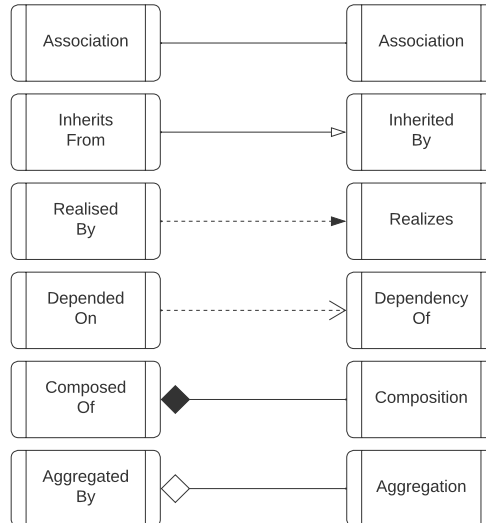 Association
Association
Inherits
From
Inherited
By
Realised
By
Realizes
Depended
On
Dependency
Of
Composed
Of
Composition
Aggregated
By
Aggregation